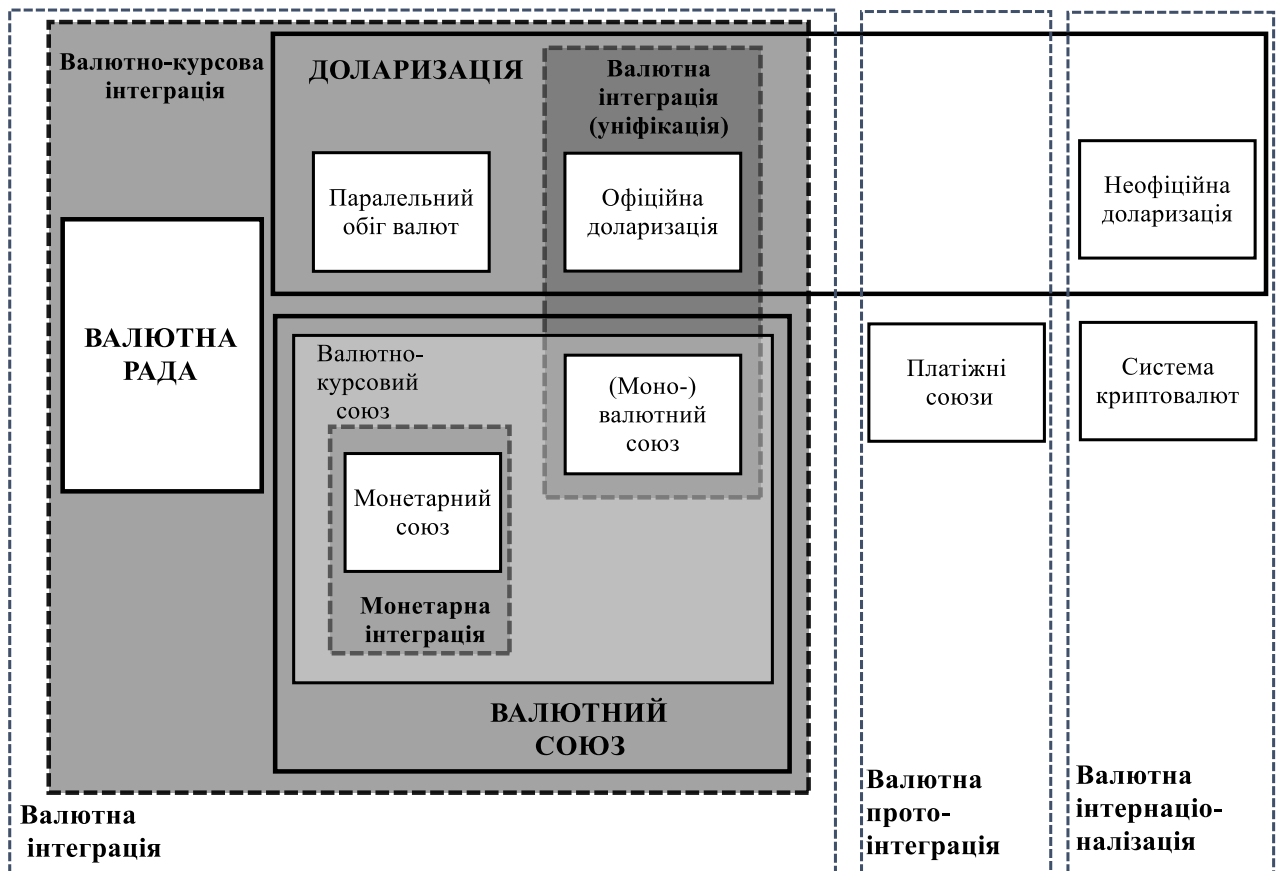 Валютно-курсова
інтеграція
ДОЛАРИЗАЦІЯ
Валютна
інтеграція
(уніфікація)
Паралельний
обіг валют
Офіційна
доларизація
Неофіційна
доларизація
ВАЛЮТНА
РАДА
Валютно-
курсовий
союз
(Моно-)
валютний
союз
Платіжні
союзи
Система
криптовалют
Монетарний
союз
Монетарна
інтеграція
ВАЛЮТНИЙ
СОЮЗ
Валютна
інтеграція
Валютна
прото-
інтеграція
Валютна
інтернаціо-
налізація